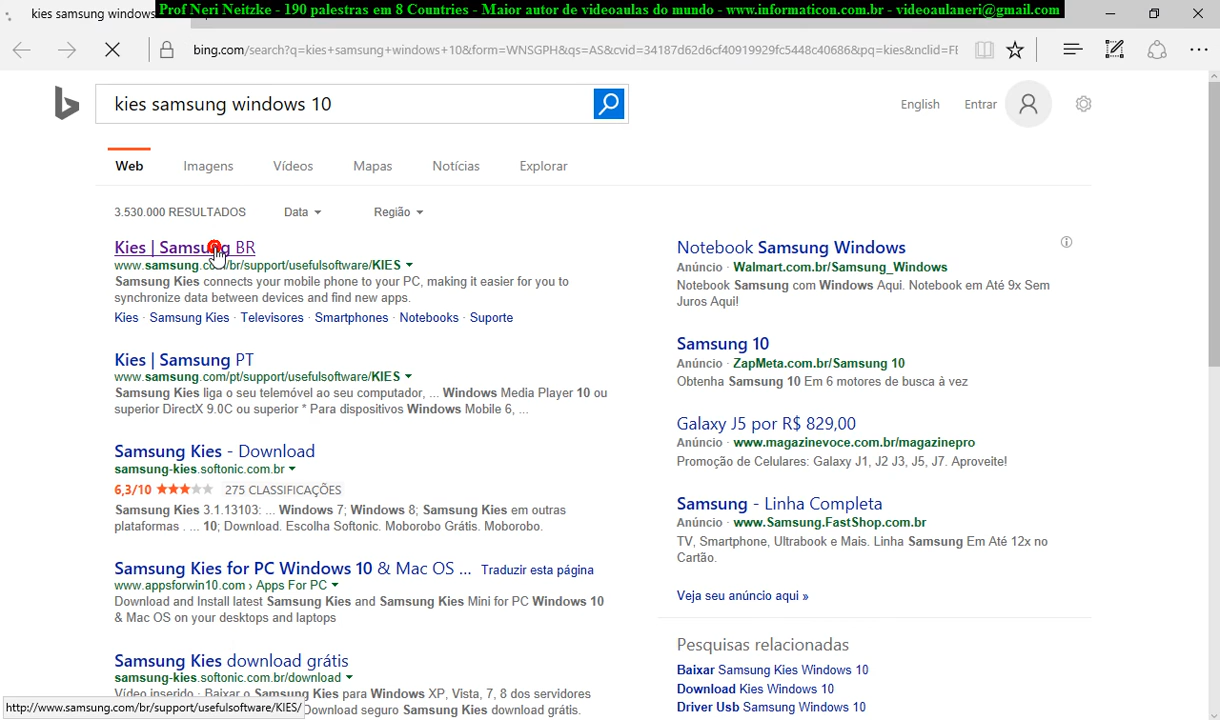 kies samsung windows
Prof Neri Neitzke - 190 palestras em 8 Countries - Maior autor de videoaulas do mundo - www.informaticon.com.br - videoaulaneri@gmail.com
bing.com/search?q=kies+samsung+windows+10&form=WNSGPH&qs=AS&cvid=34187d62d6cf40919929fc5448c40686&pq=kies&nclid=FE
kies samsung windows 10
English
Entrar
Web
Imagens
Vídeos
Mapas
Notícias
Explorar
3.530.000 RESULTADOS
Data
Região
Kies | Samsung BR
www.samsung.com/br/support/usefulsoftware/KIES
Samsung Kies connects your mobile phone to your PC, making it easier for you to
synchronize data between devices and find new apps.
Kies · Samsung Kies · Televisores · Smartphones · Notebooks · Suporte
Kies | Samsung PT
www.samsung.com/pt/support/usefulsoftware/KIES
Samsung Kies liga o seu telemóvel ao seu computador, ... Windows Media Player 10 ou
superior DirectX 9.0C ou superior * Para dispositivos Windows Mobile 6, ...
Samsung Kies - Download
samsung-kies.softonic.com.br
6,3/10
275 CLASSIFICAÇÕES
Samsung Kies 3.1.13103: ... Windows 7; Windows 8; Samsung Kies em outras
plataformas . ... 10; Download. Escolha Softonic. Moborobo Grátis. Moborobo.
Samsung Kies for PC Windows 10 & Mac OS ...
Traduzir esta página
www.appsforwin10.com › Apps For PC
Download and Install latest Samsung Kies and Samsung Kies Mini for PC Windows 10
& Mac OS on your desktops and laptops
Samsung Kies download grátis
samsung-kies.softonic.com.br/download
Vídeo inserido · Baixar o Samsung Kies para Windows XP, Vista, 7, 8 dos servidores
Download seguro Samsung Kies download grátis.
http://www.samsung.com/br/support/usefulsoftware/KIES/
Notebook Samsung Windows
Anúncio · Walmart.com.br/Samsung_Windows
Notebook Samsung com Windows Aqui. Notebook em Até 9x Sem
Juros Aqui!
Samsung 10
Anúncio · ZapMeta.com.br/Samsung 10
Obtenha Samsung 10 Em 6 motores de busca à vez
Galaxy J5 por R$ 829,00
Anúncio · www.magazinevoce.com.br/magazinepro
Promoção de Celulares: Galaxy J1, J2 J3, J5, J7. Aproveite!
Samsung - Linha Completa
Anúncio · www.Samsung.FastShop.com.br
TV, Smartphone, Ultrabook e Mais. Linha Samsung Em Até 12x no
Cartão.
Veja seu anúncio aqui »
Pesquisas relacionadas
Baixar Samsung Kies Windows 10
Download Kies Windows 10
Driver Usb Samsung Windows 10